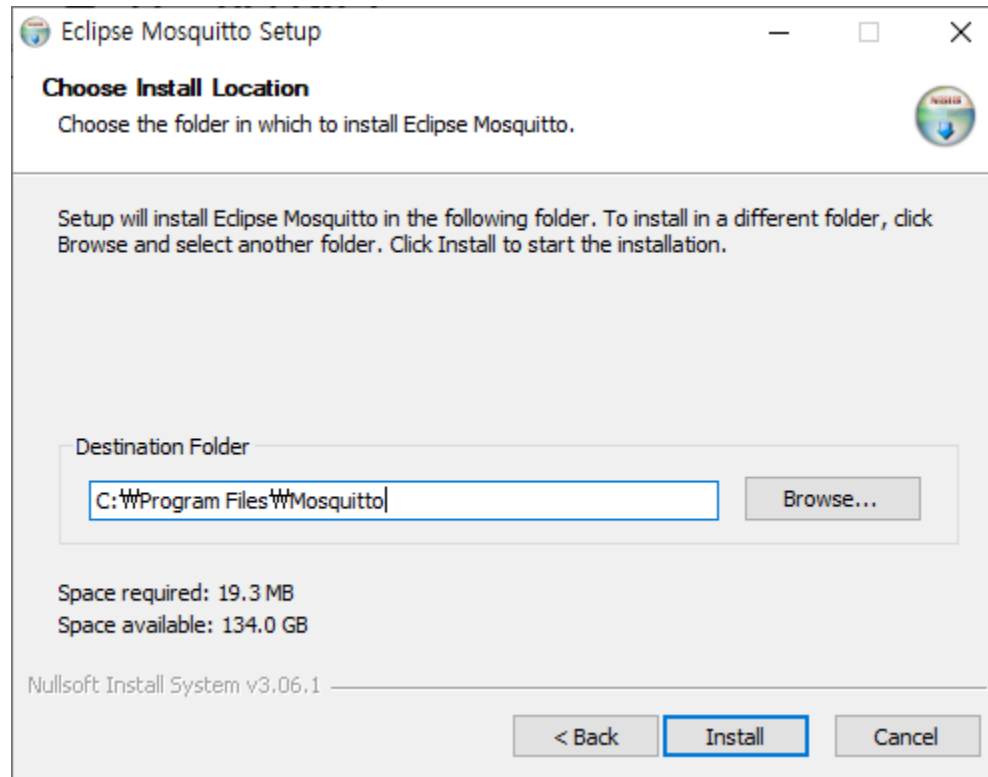 Eclipse Mosquitto Setup
Choose Install Location
Choose the folder in which to install Eclipse Mosquitto.
Setup will install Eclipse Mosquitto in the following folder. To install in a different folder, click
Browse and select another folder. Click Install to start the installation.
Destination Folder
C:₩Program Files₩Mosquitto
Browse...
Space required: 19.3 MB
Space available: 134.0 GB
Nullsoft Install System v3.06.1
< Back
Install
Cancel